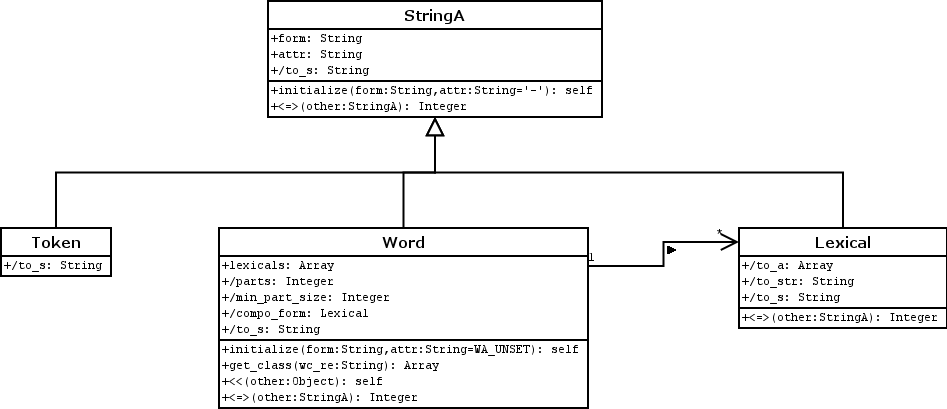 StringA
+form: String
+attr: String
+/to_s: String
+initialize(form:String,attr:String='-'): self
+<=>(other:StringA): Integer
Token
+/to_s: String
Word
+lexicals: Array
+/parts: Integer
+/min_part_size: Integer
+/compo_form: Lexical
+/to_s: String
+initialize(form:String,attr:String=WA_UNSET): self
+get_class(wc_re:String): Array
+<<(other:Object): self
+<=>(other:StringA): Integer
1
*
Lexical
+/to_a: Array
+/to_str: String
+/to_s: String
+<=>(other:StringA): Integer